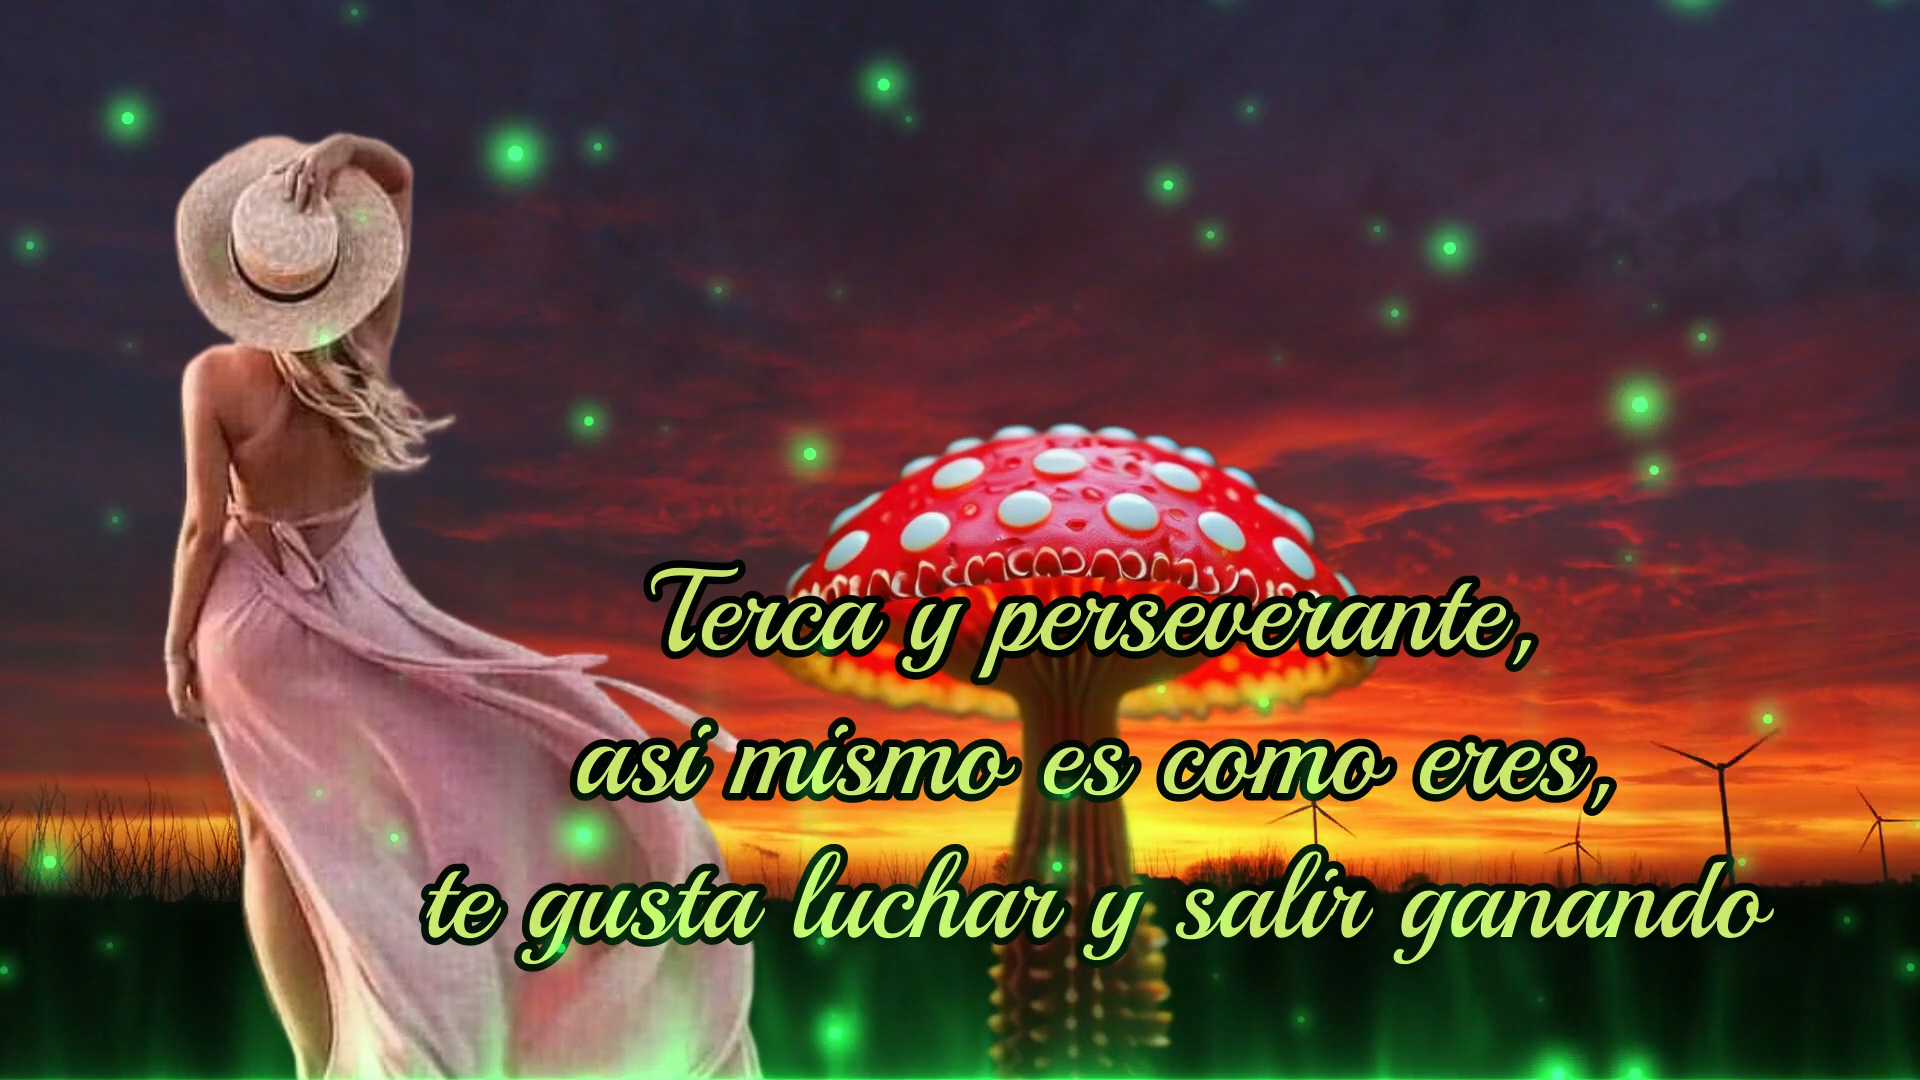 Terca y perseverante,
así mismo es como eres,
te gusta luchar y salir ganando